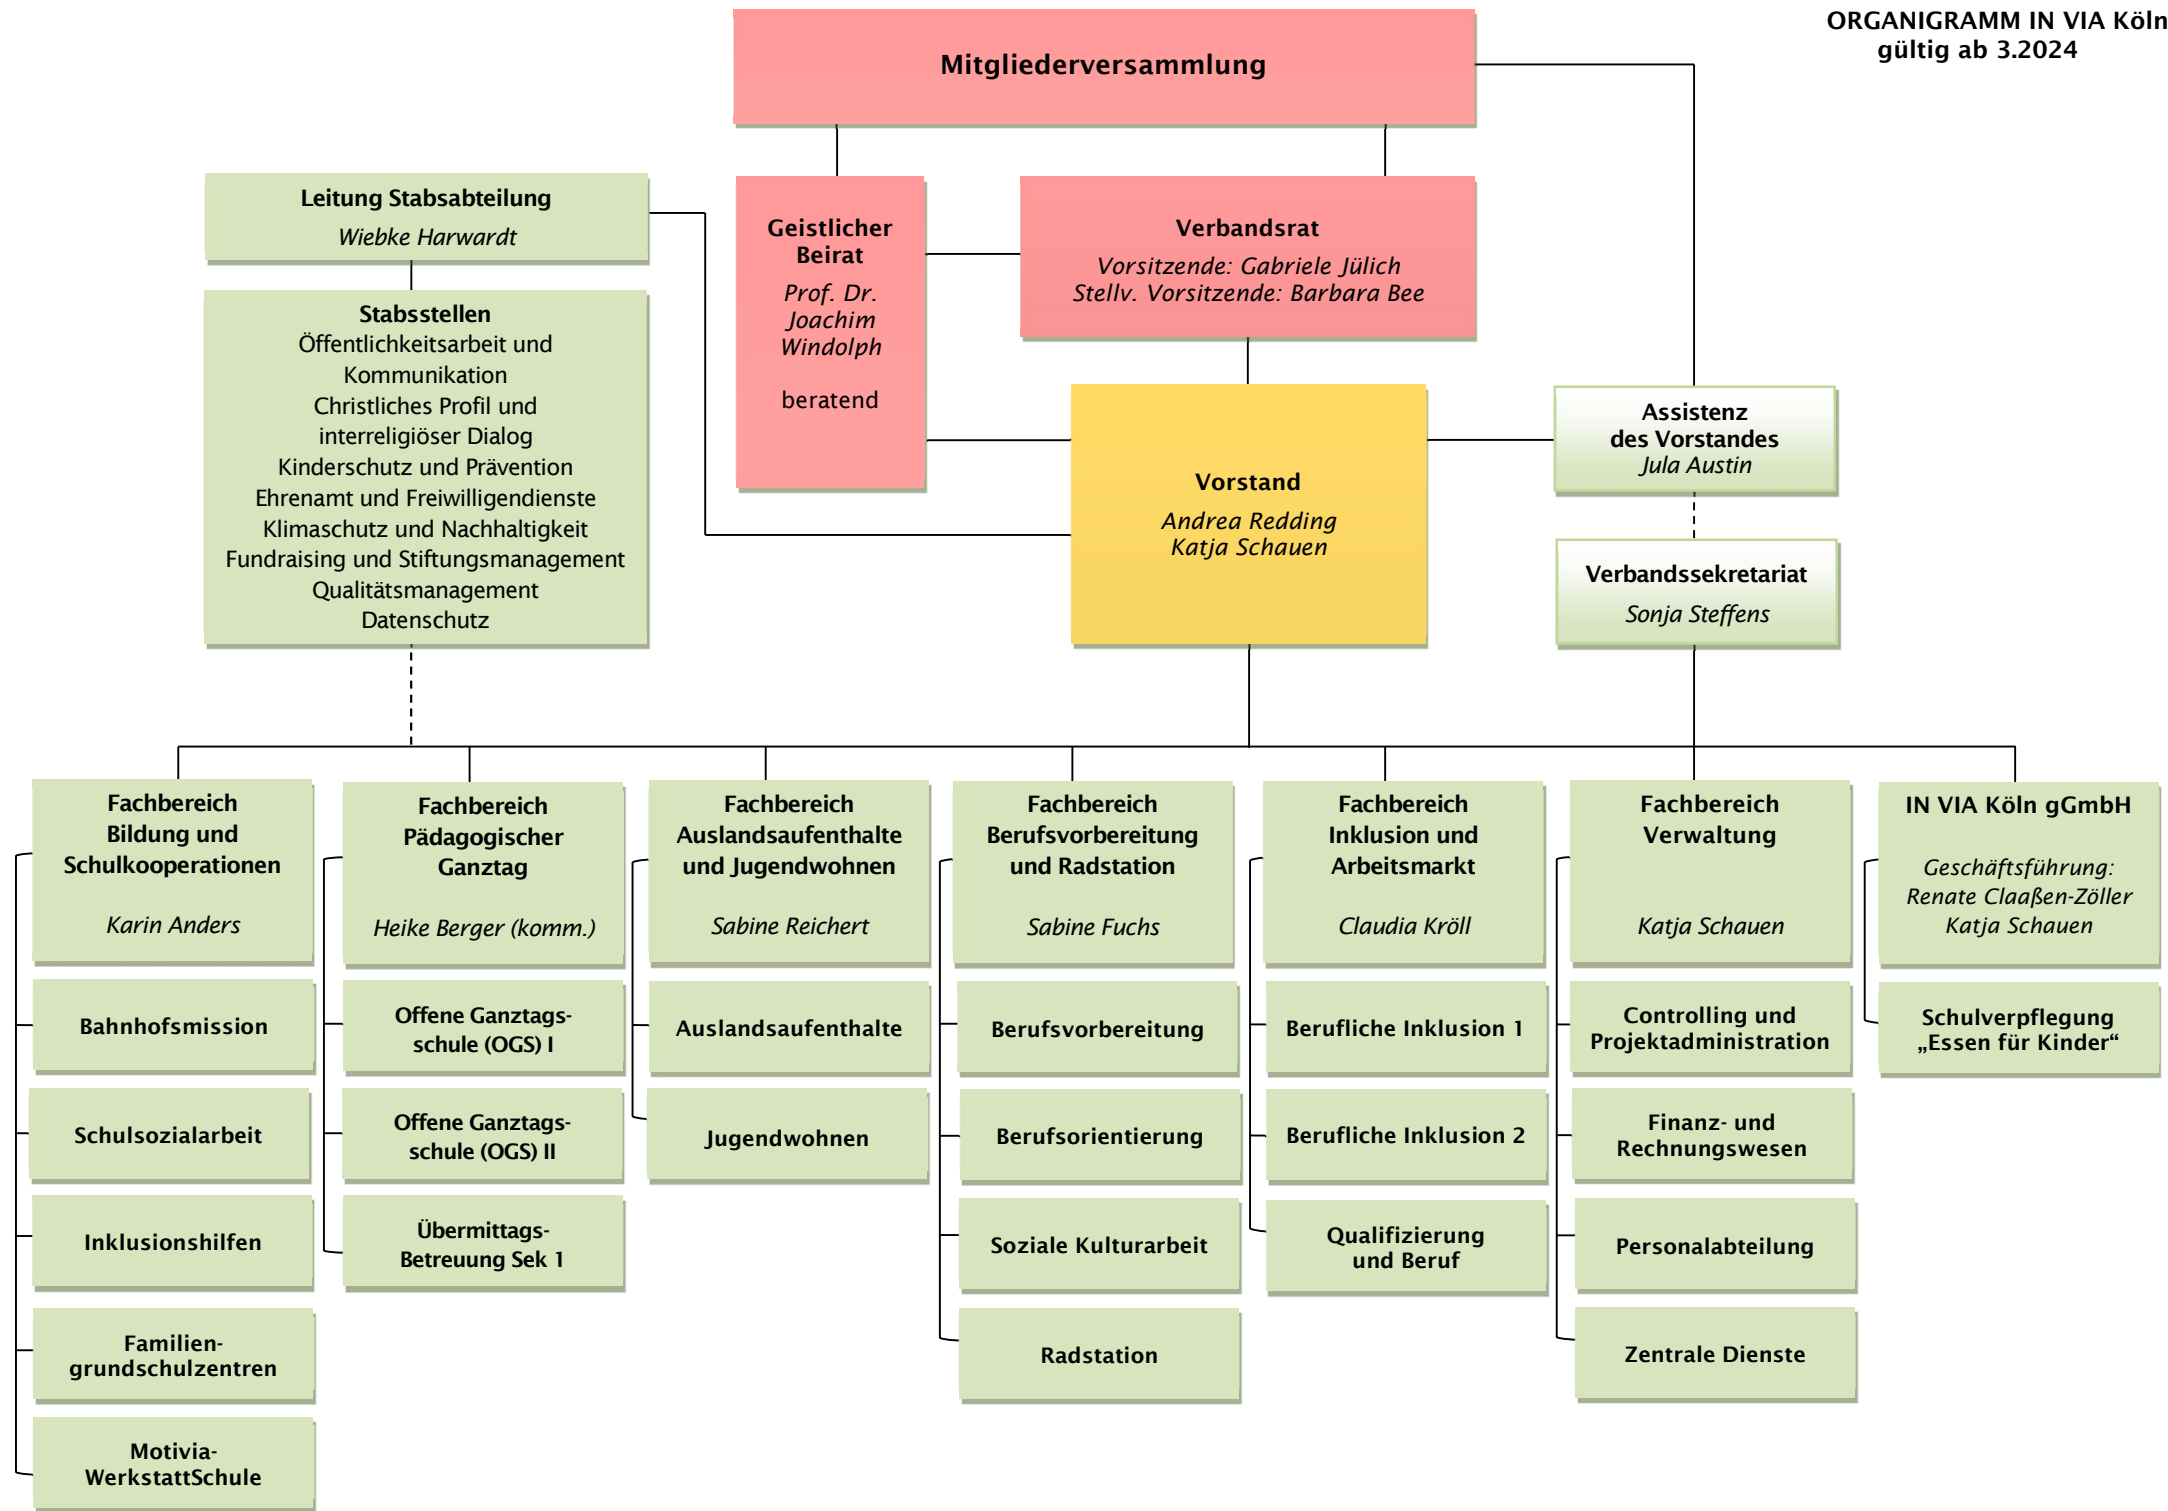 ORGANIGRAMM IN VIA Köln
gültig ab 3.2024
Mitgliederversammlung
Leitung Stabsabteilung
Wiebke Harwardt
Geistlicher
Beirat
Prof. Dr.
Joachim
Windolph
beratend
Verbandsrat
Vorsitzende: Gabriele Jülich
Stellv. Vorsitzende: Barbara Bee
Stabsstellen
Öffentlichkeitsarbeit und
Kommunikation
Christliches Profil und
interreligiöser Dialog
Kinderschutz und Prävention
Ehrenamt und Freiwilligendienste
Klimaschutz und Nachhaltigkeit
Fundraising und Stiftungsmanagement
Qualitätsmanagement
Datenschutz
Vorstand
Andrea Redding
Katja Schauen
Assistenz
des Vorstandes
Jula Austin
Verbandssekretariat
Sonja Steffens
Fachbereich
Bildung und
Schulkooperationen
Karin Anders
Bahnhofsmission
Schulsozialarbeit
Inklusionshilfen
Familien-
grundschulzentren
Motivia-
WerkstattSchule
Fachbereich
Pädagogischer
Ganztag
Heike Berger (komm.)
Offene Ganztags-
schule (OGS) I
Offene Ganztags-
schule (OGS) II
Übermittags-
Betreuung Sek 1
Fachbereich
Auslandsaufenthalte
und Jugendwohnen
Sabine Reichert
Auslandsaufenthalte
Jugendwohnen
Fachbereich
Berufsvorbereitung
und Radstation
Sabine Fuchs
Berufsvorbereitung
Berufsorientierung
Soziale Kulturarbeit
Radstation
Fachbereich
Inklusion und
Arbeitsmarkt
Claudia Kröll
Berufliche Inklusion 1
Berufliche Inklusion 2
Qualifizierung
und Beruf
Fachbereich
Verwaltung
Katja Schauen
Controlling und
Projektadministration
Finanz- und
Rechnungswesen
Personalabteilung
Zentrale Dienste
IN VIA Köln gGmbH
Geschäftsführung:
Renate Claaßen-Zöller
Katja Schauen
Schulverpflegung
„Essen für Kinder“